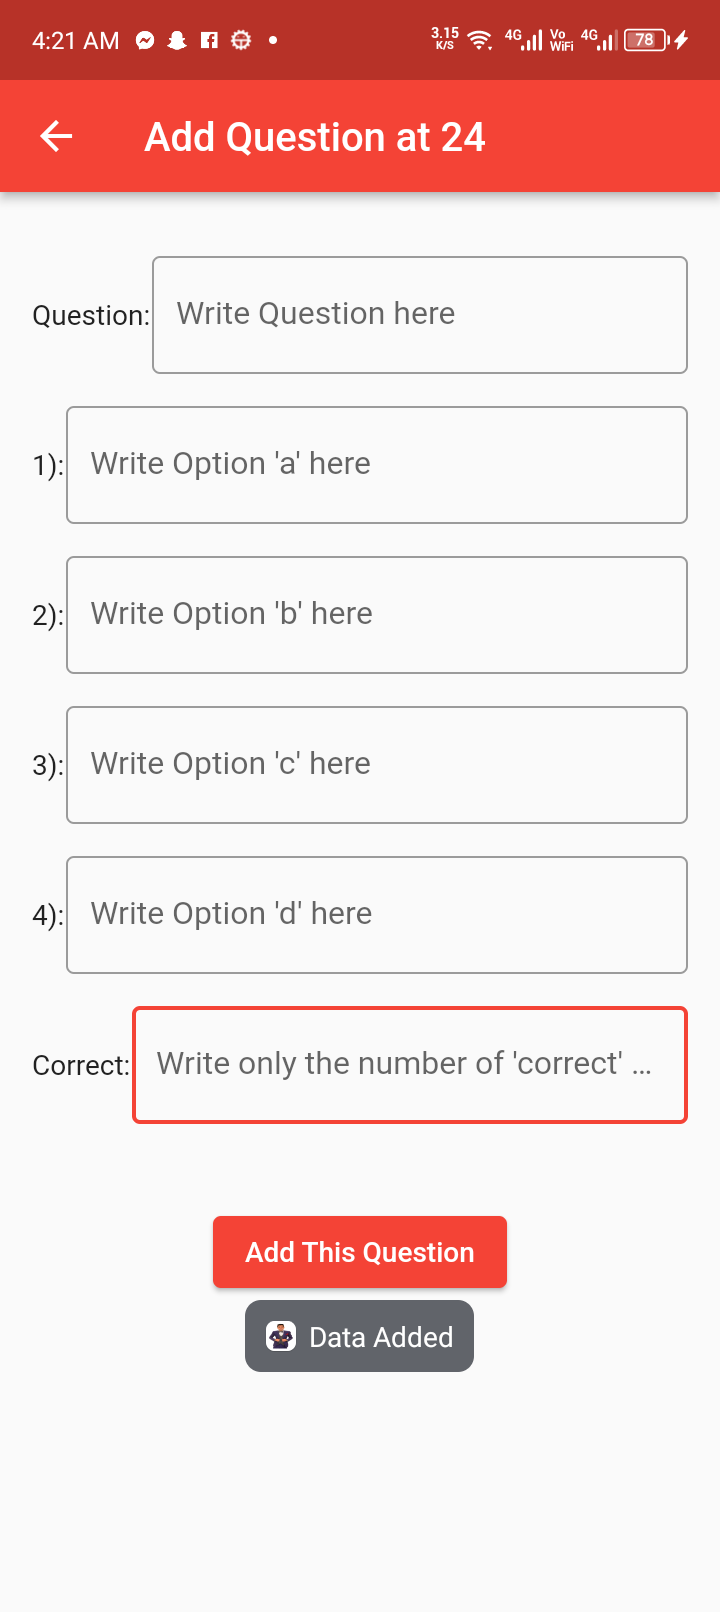 4:21 AM 3.15 K/S 4G Vo WiFi 4G 78
Add Question at 24
Question: Write Question here
1): Write Option 'a' here
2): Write Option 'b' here
3): Write Option 'c' here
4): Write Option 'd' here
Correct: Write only the number of 'correct' ...
Add This Question
Data Added